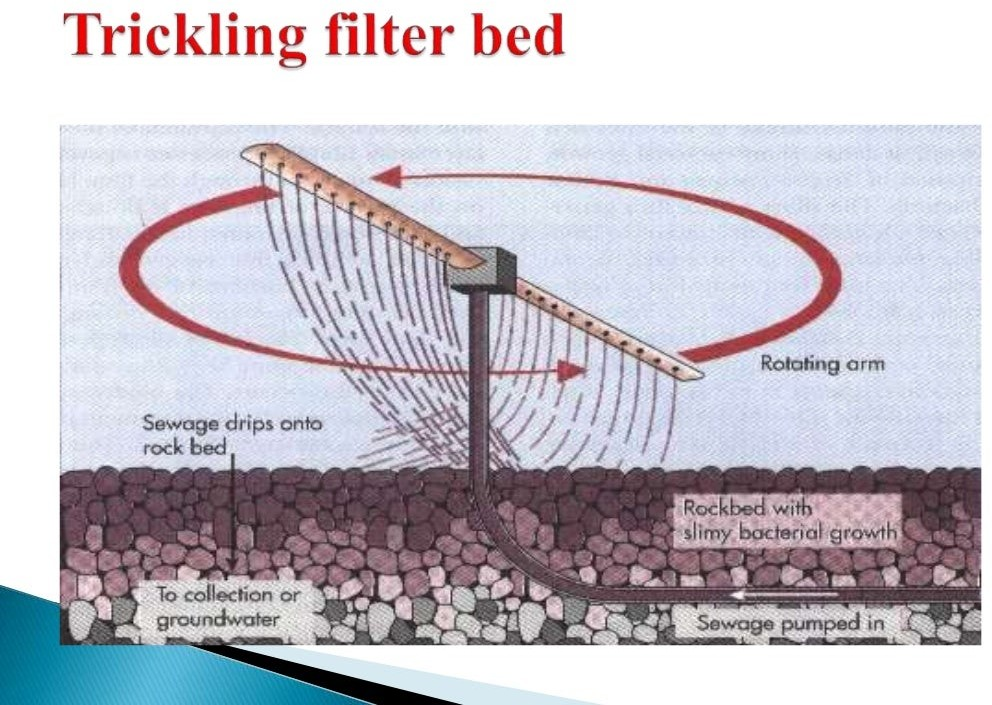 Trickling filter bed
Rotating arm
Sewage drips onto
rock bed
Rockbed with
slimy bacterial growth
To collection or
groundwater
Sewage pumped in